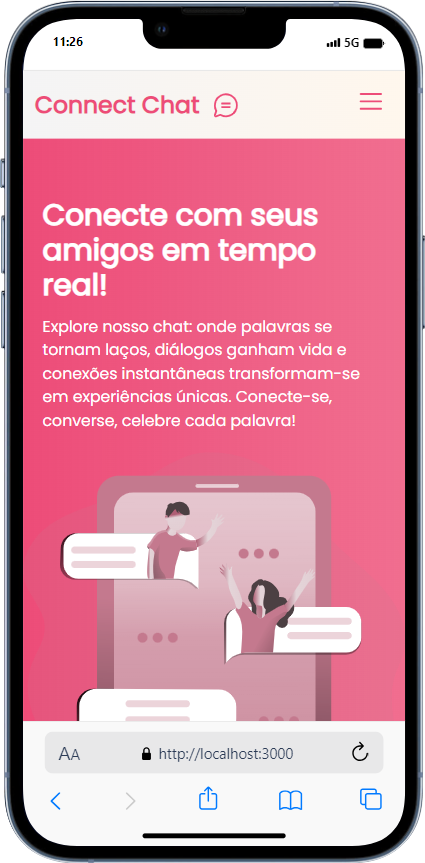 11:26
5G
Connect Chat
Conecte com seus
amigos em tempo
real!
Explore nosso chat: onde palavras se
tornam laços, diálogos ganham vida e
conexões instantâneas transformam-se
em experiências únicas. Conecte-se,
converse, celebre cada palavra!
AA
http://localhost:3000